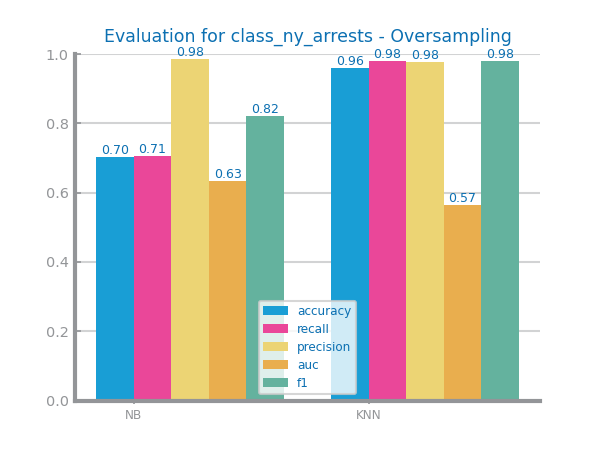 Evaluation for class_ny_arrests - Oversampling
1.0
0.8
0.6
0.4
0.2
0.0
0.70
0.71
0.98
0.63
0.82
0.96
0.98
0.98
0.57
0.98
accuracy
recall
precision
auc
f1
NB
KNN